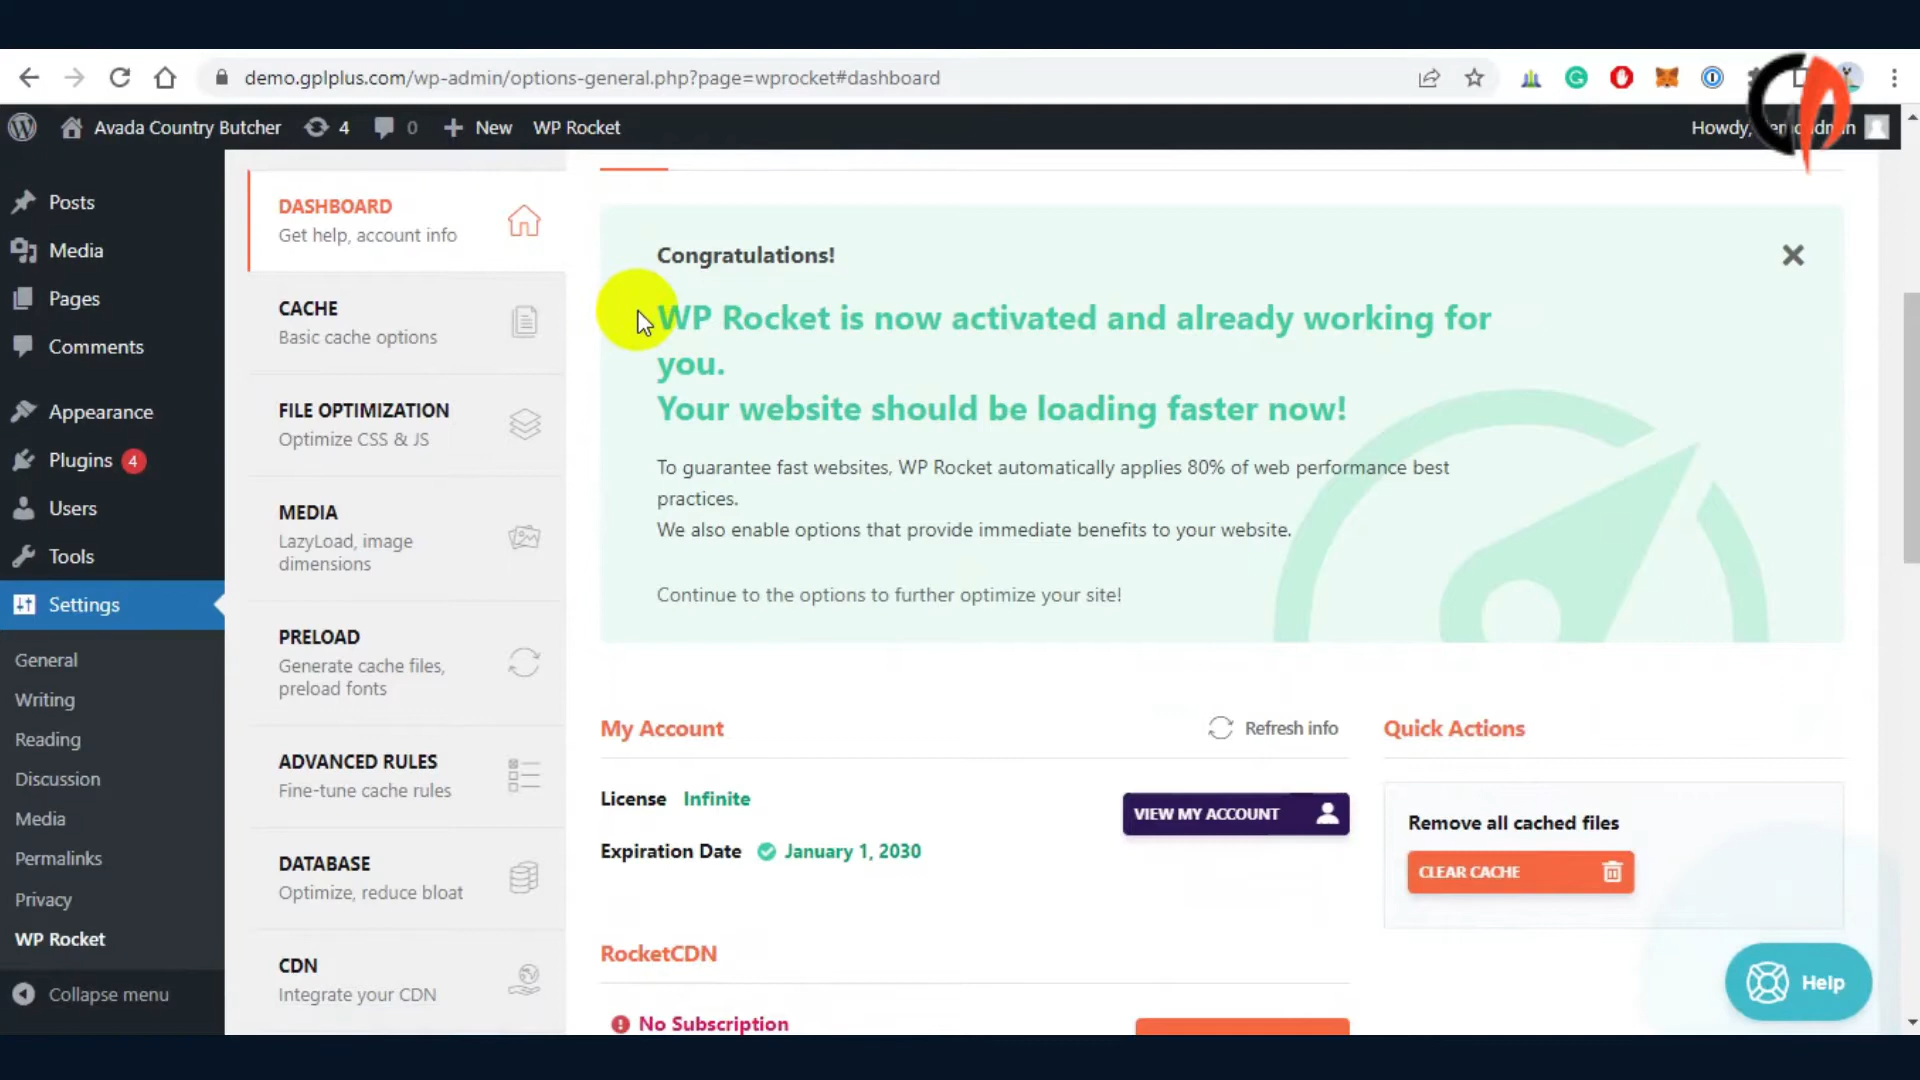 demo.gplplus.com/wp-admin/options-general.php?page=wprocket#dashboard
Avada Country Butcher
4
0
New
WP Rocket
Howdy,
Posts
Media
Pages
Comments
Appearance
Plugins 4
Users
Tools
Settings
General
Writing
Reading
Discussion
Media
Permalinks
Privacy
WP Rocket
Collapse menu
DASHBOARD
Get help, account info
CACHE
Basic cache options
FILE OPTIMIZATION
Optimize CSS & JS
MEDIA
LazyLoad, image
dimensions
PRELOAD
Generate cache files,
preload fonts
ADVANCED RULES
Fine-tune cache rules
DATABASE
Optimize, reduce bloat
CDN
Integrate your CDN
Congratulations!
WP Rocket is now activated and already working for
you.
Your website should be loading faster now!
To guarantee fast websites, WP Rocket automatically applies 80% of web performance best
practices.
We also enable options that provide immediate benefits to your website.
Continue to the options to further optimize your site!
My Account
Refresh info
License Infinite
Expiration Date January 1, 2030
VIEW MY ACCOUNT
Quick Actions
Remove all cached files
CLEAR CACHE
RocketCDN
No Subscription
Help